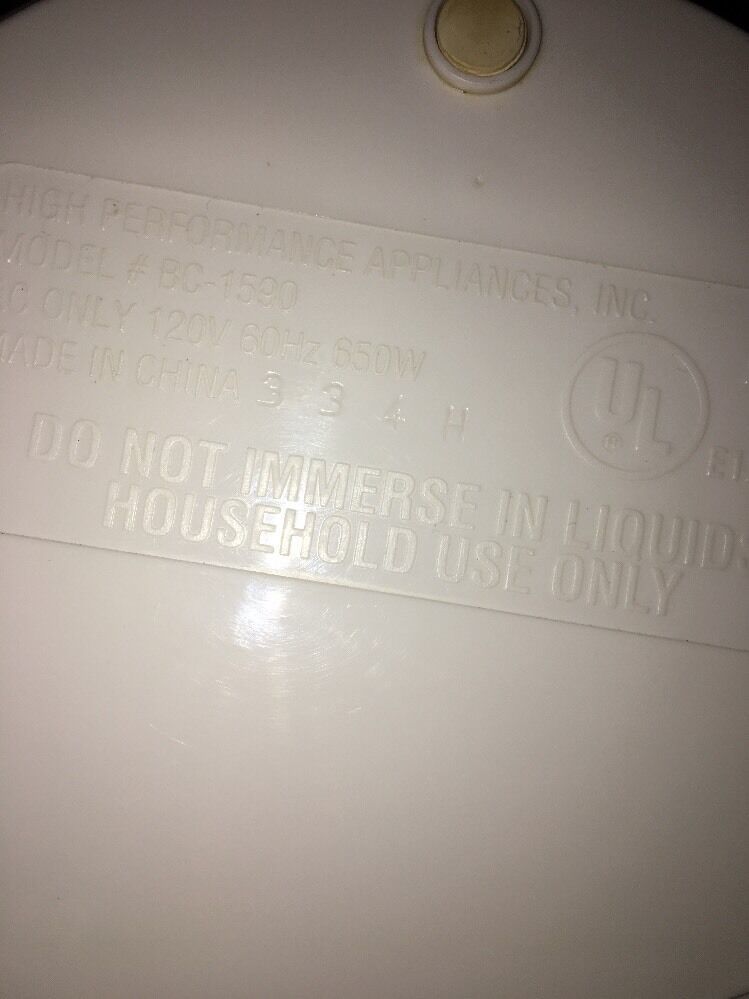 HIGH PERFORMANCE APPLIANCES, INC.
MODEL # BC-1590
AC ONLY 120V 60Hz 650W
MADE IN CHINA 3 3 4 H
UL
®
DO NOT IMMERSE IN LIQUIDS
HOUSEHOLD USE ONLY